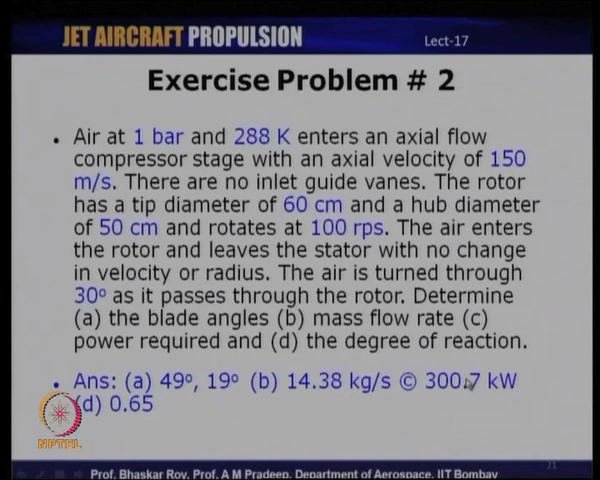 JET AIRCRAFT PROPULSION
Lect-17
Exercise Problem # 2
• Air at 1 bar and 288 K enters an axial flow
compressor stage with an axial velocity of 150
m/s. There are no inlet guide vanes. The rotor
has a tip diameter of 60 cm and a hub diameter
of 50 cm and rotates at 100 rps. The air enters
the rotor and leaves the stator with no change
in velocity or radius. The air is turned through
30º as it passes through the rotor. Determine
(a) the blade angles (b) mass flow rate (c)
power required and (d) the degree of reaction.
• Ans: (a) 49º, 19º (b) 14.38 kg/s © 300.7 kW
(d) 0.65
NPTEL
21
Prof. Bhaskar Roy, Prof. A M Pradeep, Department of Aerospace, IIT Bombay